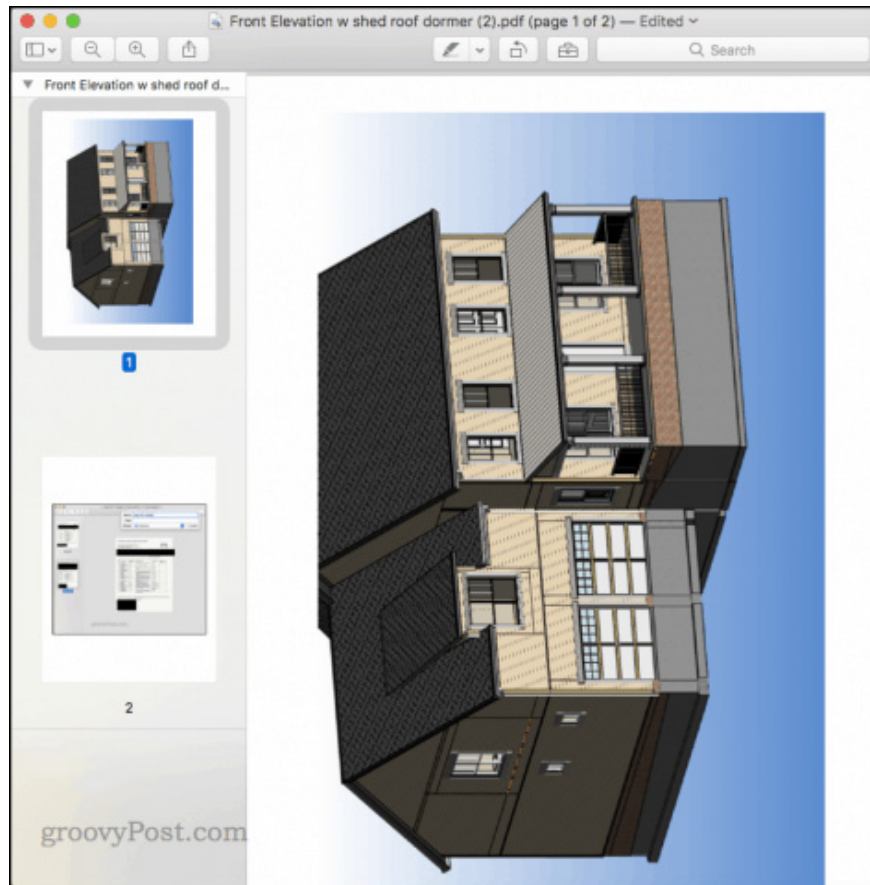 Front Elevation w shed roof dormer (2).pdf (page 1 of 2) — Edited
Search
Front Elevation w shed roof d...
1
2
groovyPost.com